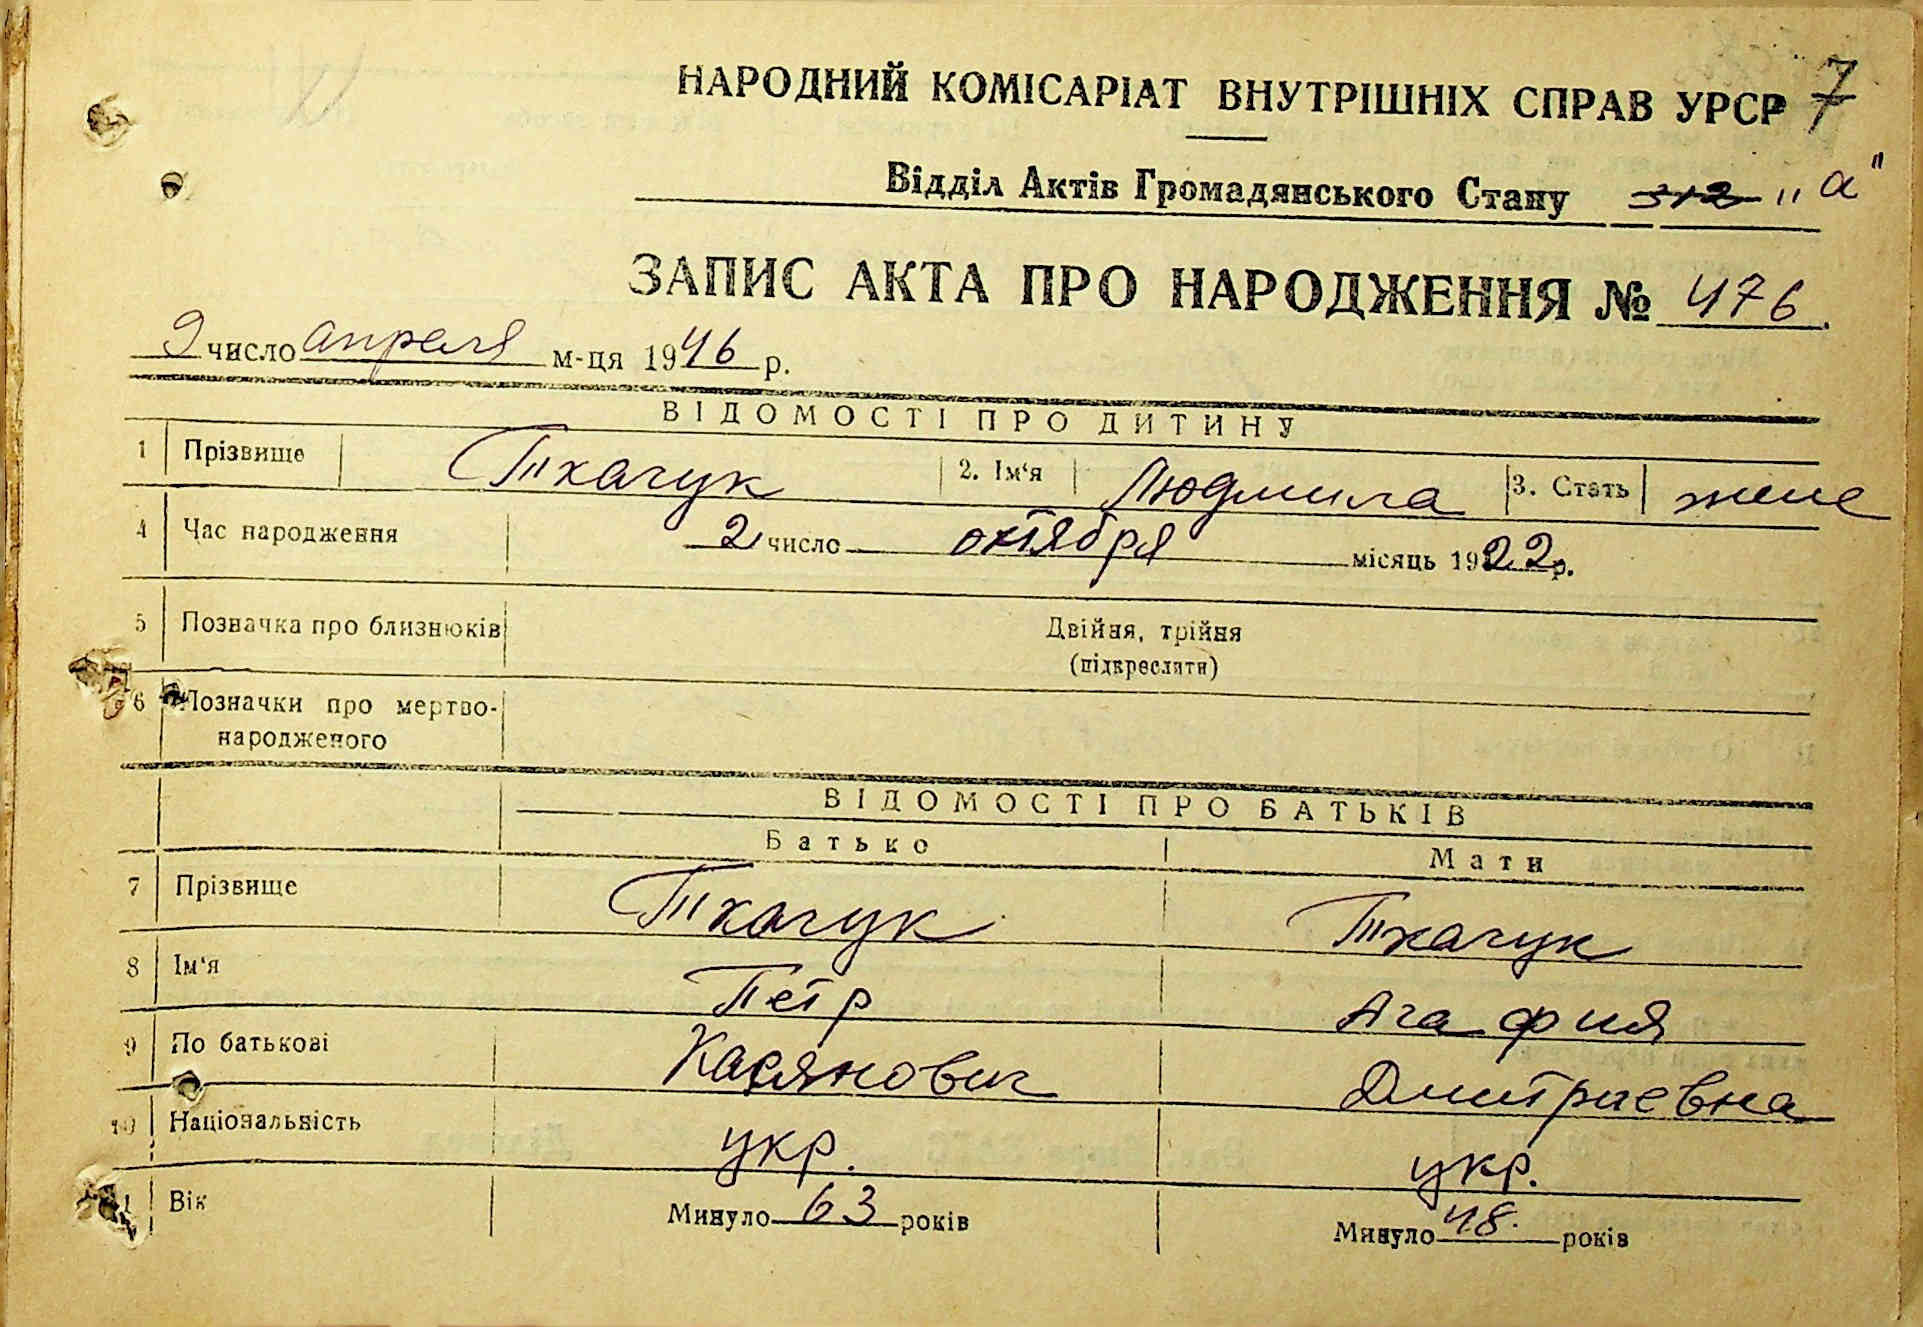 НАРОДНИЙ КОМІСАРІАТ ВНУТРІШНІХ СПРАВ УРСР 7
Відділ Актів Громадянського Стану „а"
ЗАПИС АКТА ПРО НАРОДЖЕННЯ № 476.
9 число апреля м-ця 1946 р.
ВІДОМОСТІ ПРО ДИТИНУ
1 Прізвище Ткачук 2. Ім'я Людмила 3. Стать жене
4 Час народження 2 число октября місяць 1922 р.
5 Позначка про близнюків Двійня, трійня
(підкреслити)
6 Позначки про мертво-
народженого
ВІДОМОСТІ ПРО БАТЬКІВ
Батько Мати
7 Прізвище Ткачук Ткачук
8 Ім'я Петр Агафия
9 По батькові Касянович Дмитриевна
10 Національність укр. укр.
11 Вік Минуло 63 років Минуло 48. років